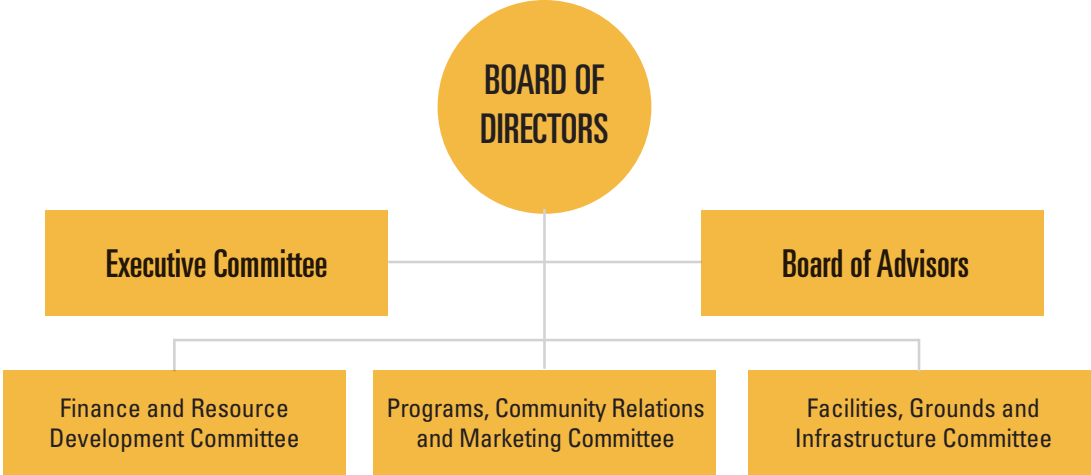 BOARD OF
DIRECTORS
Executive Committee
Board of Advisors
Finance and Resource
Development Committee
Programs, Community Relations
and Marketing Committee
Facilities, Grounds and
Infrastructure Committee